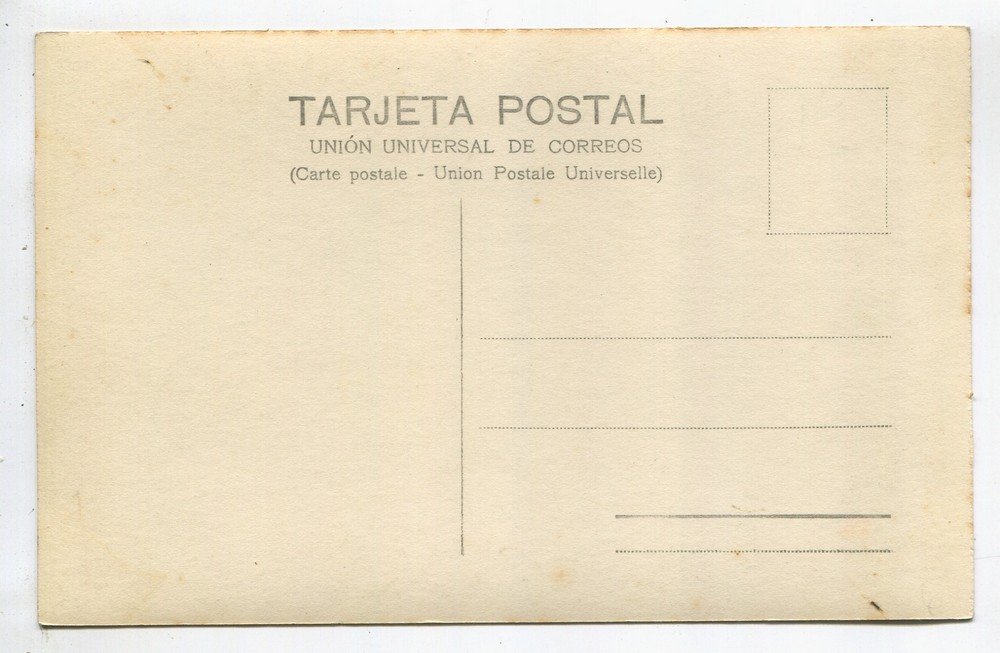 TARJETA POSTAL
UNIÓN UNIVERSAL DE CORREOS
(Carte postale - Union Postale Universelle)